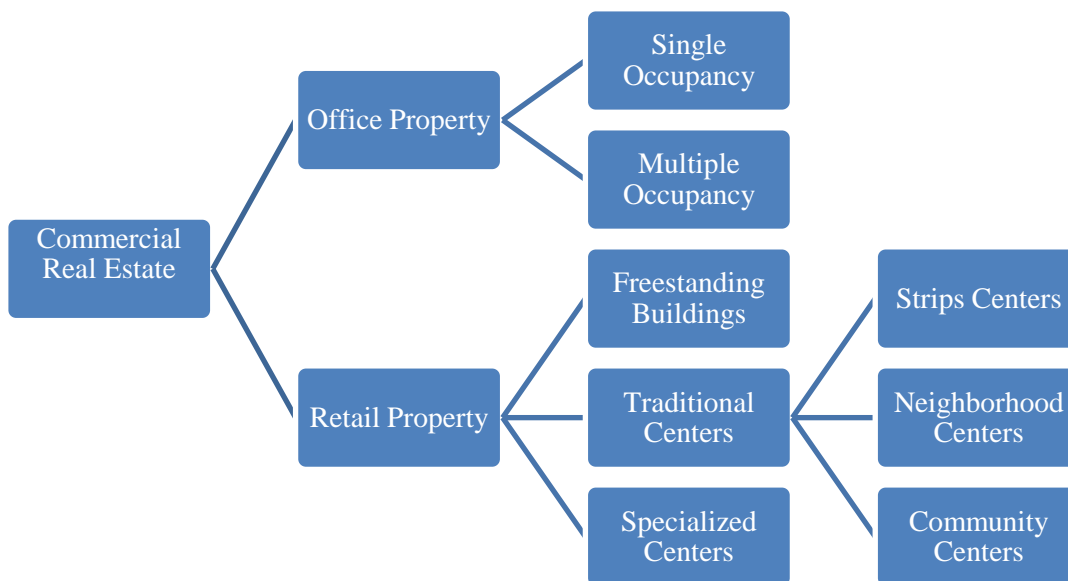 Single
Occupancy
Office Property
Multiple
Occupancy
Commercial
Real Estate
Freestanding
Buildings
Strips Centers
Retail Property
Traditional
Centers
Neighborhood
Centers
Specialized
Centers
Community
Centers